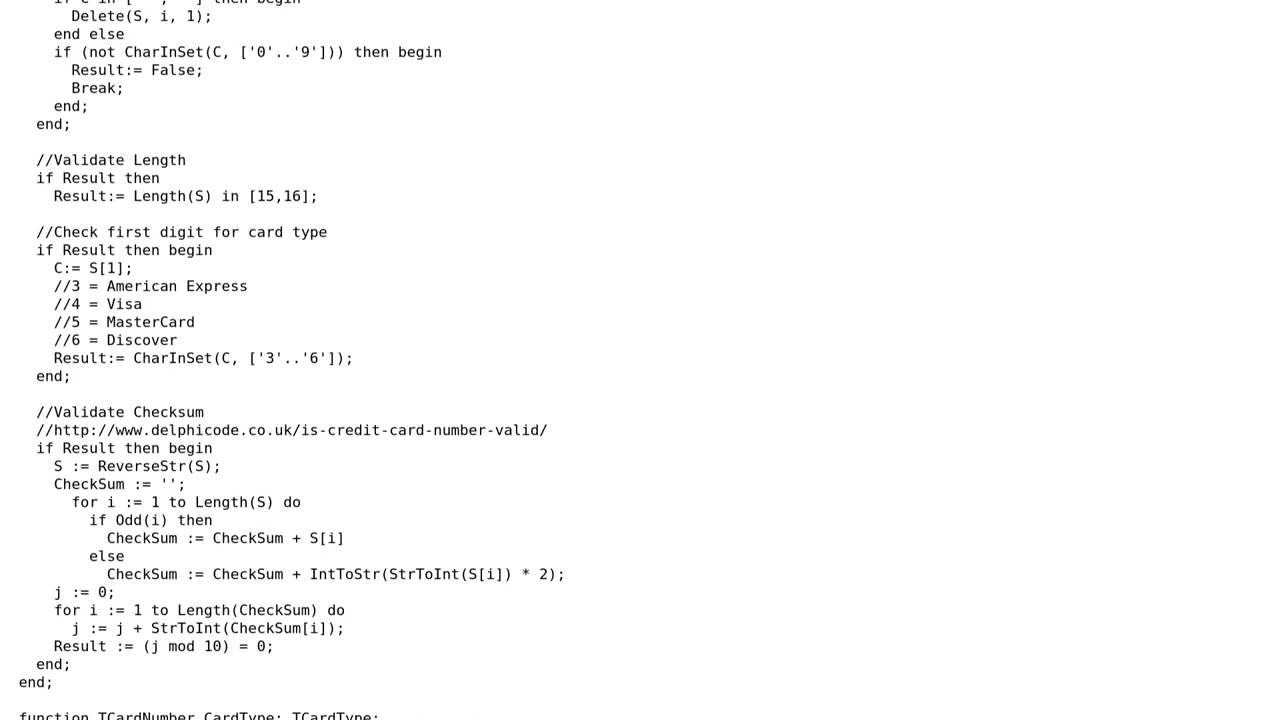 Delete(S, i, 1);
end else
if (not CharInSet(C, ['0'..'9'])) then begin
Result:= False;
Break;
end;
end;
//Validate Length
if Result then
Result:= Length(S) in [15,16];
//Check first digit for card type
if Result then begin
C:= S[1];
//3 = American Express
//4 = Visa
//5 = MasterCard
//6 = Discover
Result:= CharInSet(C, ['3'..'6']);
end;
//Validate Checksum
//http://www.delphicode.co.uk/is-credit-card-number-valid/
if Result then begin
S := ReverseStr(S);
CheckSum := '';
for i := 1 to Length(S) do
if Odd(i) then
CheckSum := CheckSum + S[i]
else
CheckSum := CheckSum + IntToStr(StrToInt(S[i]) * 2);
j := 0;
for i := 1 to Length(CheckSum) do
j := j + StrToInt(CheckSum[i]);
Result := (j mod 10) = 0;
end;
end;
function TCardNumber.CardType: TCardType;